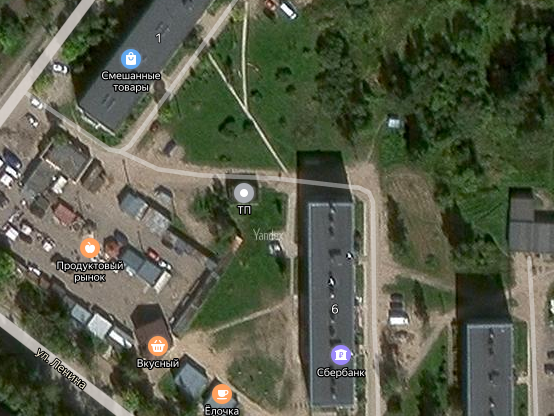 1
Смешанные
товары
ТП
Yandex
Продуктовый
рынок
6
Вкусный
Сбербанк
ул. Ленина
Ёлочка